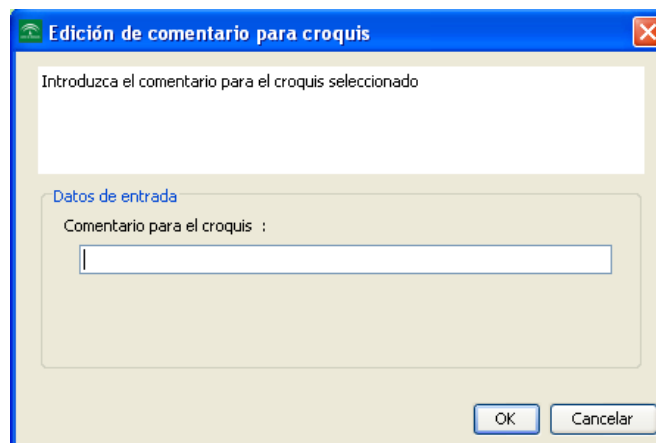 Edición de comentario para croquis
Introduzca el comentario para el croquis seleccionado
Datos de entrada
Comentario para el croquis :
OK
Cancelar